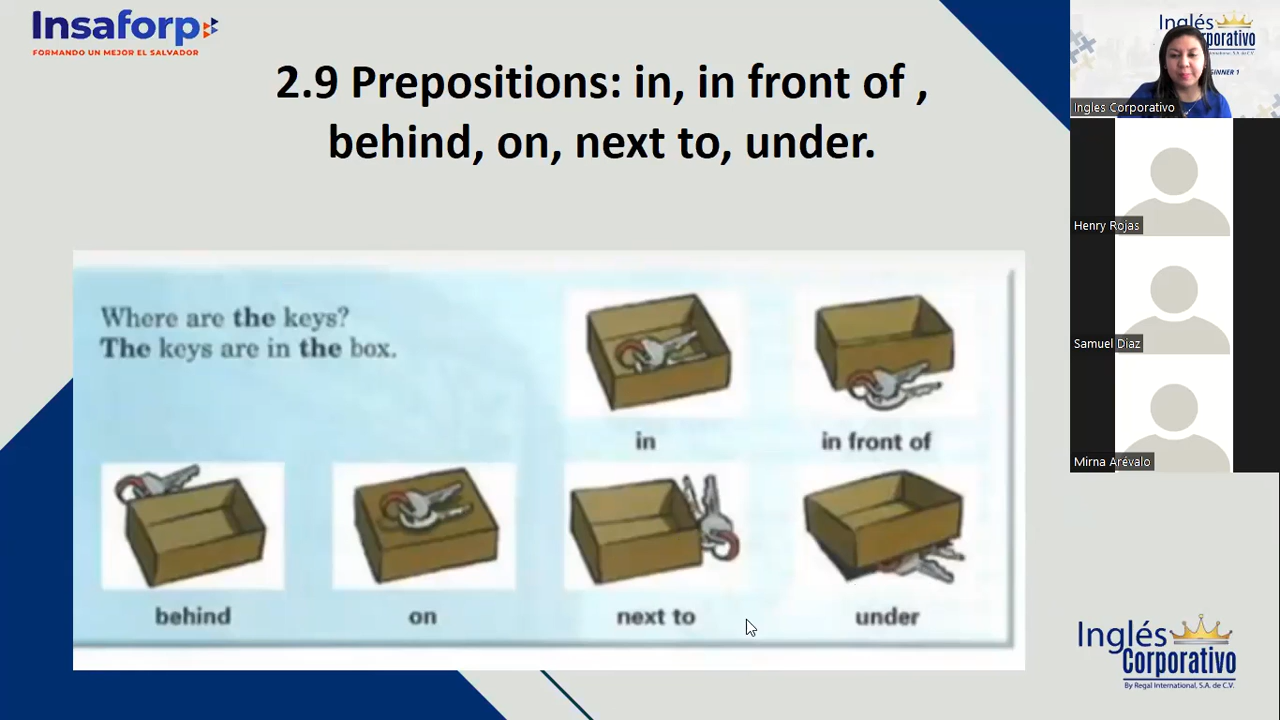 Insaforp
FORMANDO UN MEJOR EL SALVADOR
2.9 Prepositions: in, in front of ,
behind, on, next to, under.
Where are the keys?
The keys are in the box.
in
in front of
behind
on
next to
under
Inglés
Corporativo
By Regal International, S.A. de C.V.
Inglés
Corporativo
Ingles Corporativo
Henry Rojas
Samuel Diaz
Mirna Arévalo